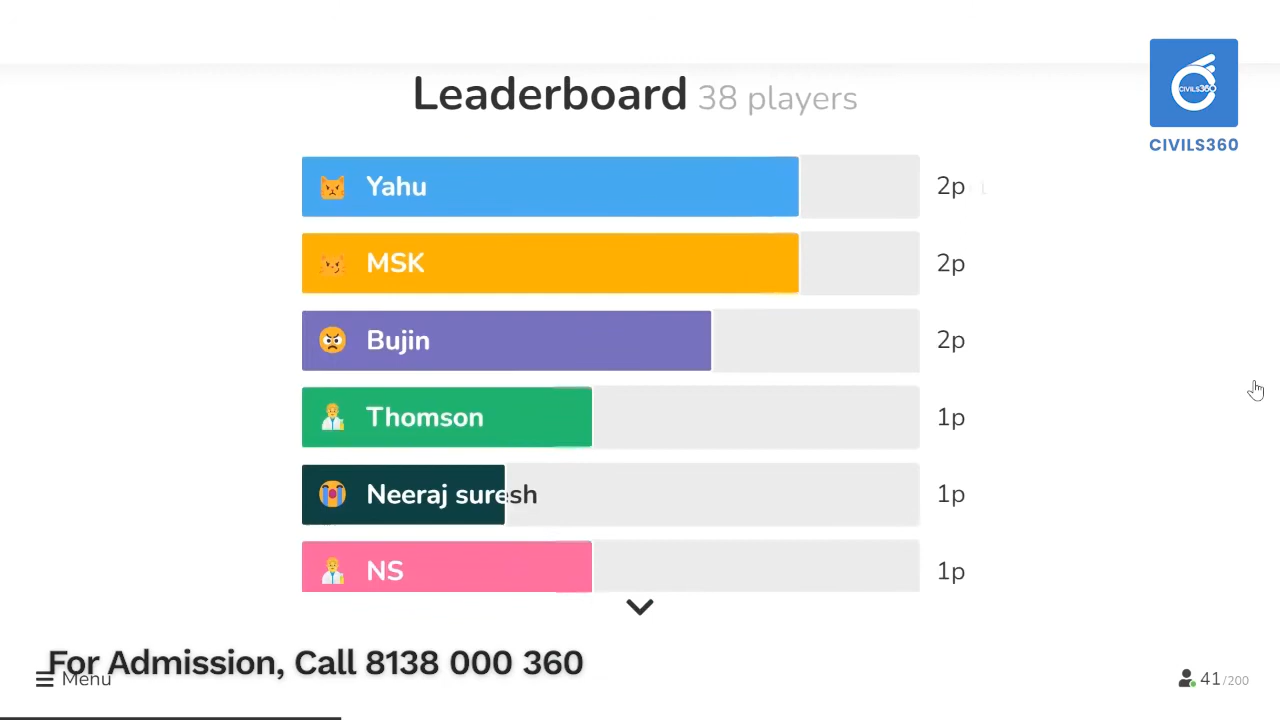 Leaderboard 38 players
CIVILS360
CIVILS360
Yahu 2p
MSK 2p
Bujin 2p
Thomson 1p
Neeraj suresh 1p
NS 1p
For Admission, Call 8138 000 360
Menu
41/200